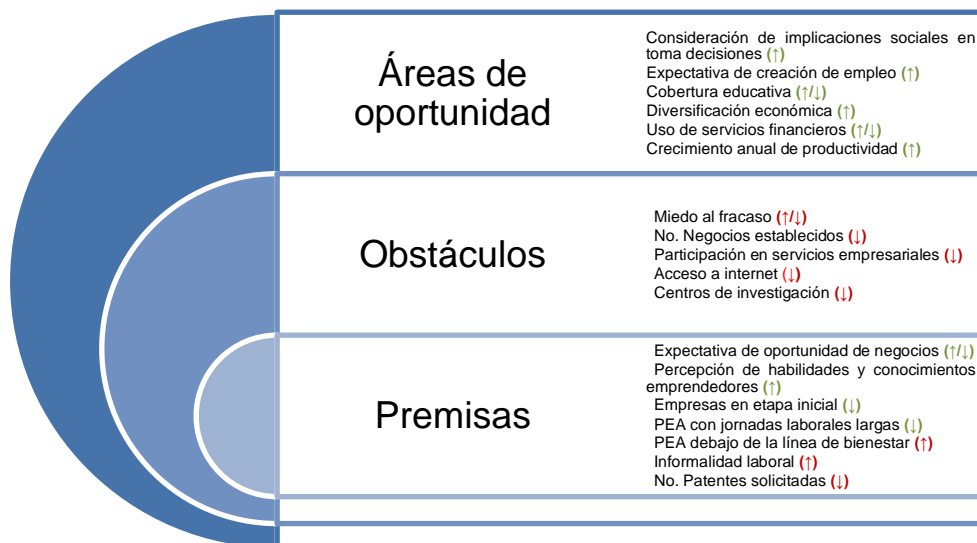 Áreas de
oportunidad
Consideración de implicaciones sociales en
toma decisiones (↑)
Expectativa de creación de empleo (↑)
Cobertura educativa (↑/↓)
Diversificación económica (↑)
Uso de servicios financieros (↑/↓)
Crecimiento anual de productividad (↑)
Obstáculos
Miedo al fracaso (↑/↓)
No. Negocios establecidos (↓)
Participación en servicios empresariales (↓)
Acceso a internet (↓)
Centros de investigación (↓)
Premisas
Expectativa de oportunidad de negocios (↑/↓)
Percepción de habilidades y conocimientos
emprendedores (↑)
Empresas en etapa inicial (↓)
PEA con jornadas laborales largas (↓)
PEA debajo de la línea de bienestar (↑)
Informalidad laboral (↑)
No. Patentes solicitadas (↓)